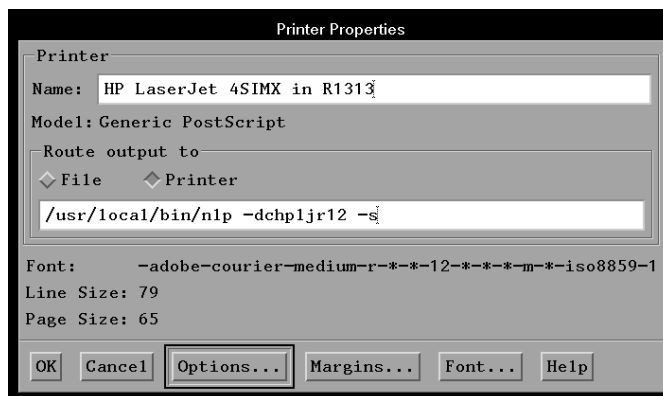 Printer Properties
Printer
Name: HP LaserJet 4SIMX in R1313
Model: Generic PostScript
Route output to
File Printer
/usr/local/bin/nlp -dchpljr12 -s
Font: -adobe-courier-medium-r-*-*-12-*-*-*-m-*-iso8859-1
Line Size: 79
Page Size: 65
OK Cancel Options... Margins... Font... Help